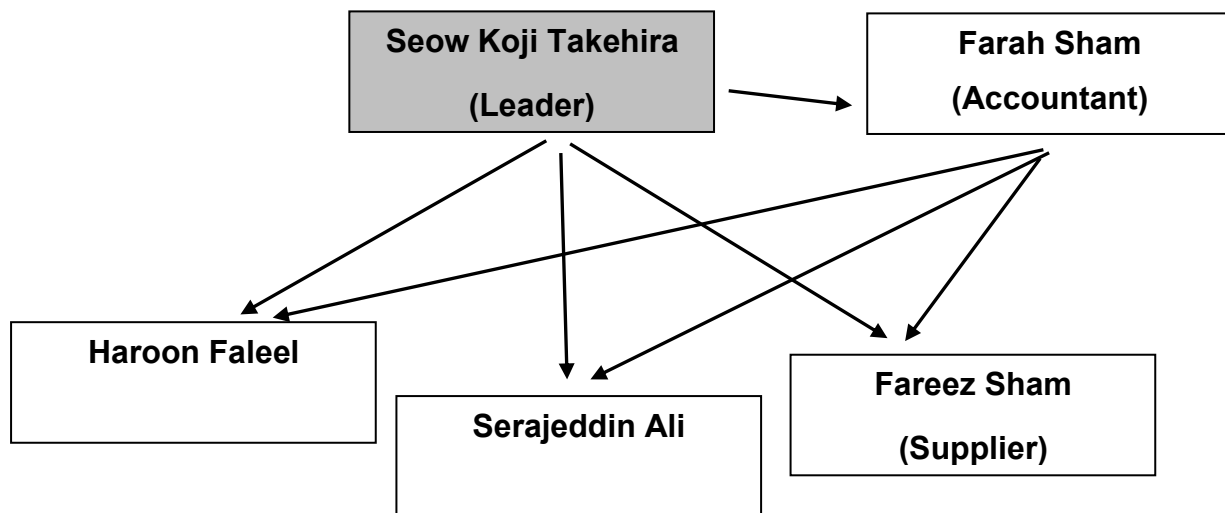 Seow Koji Takehira
(Leader)
Farah Sham
(Accountant)
Haroon Faleel
Serajeddin Ali
Fareez Sham
(Supplier)